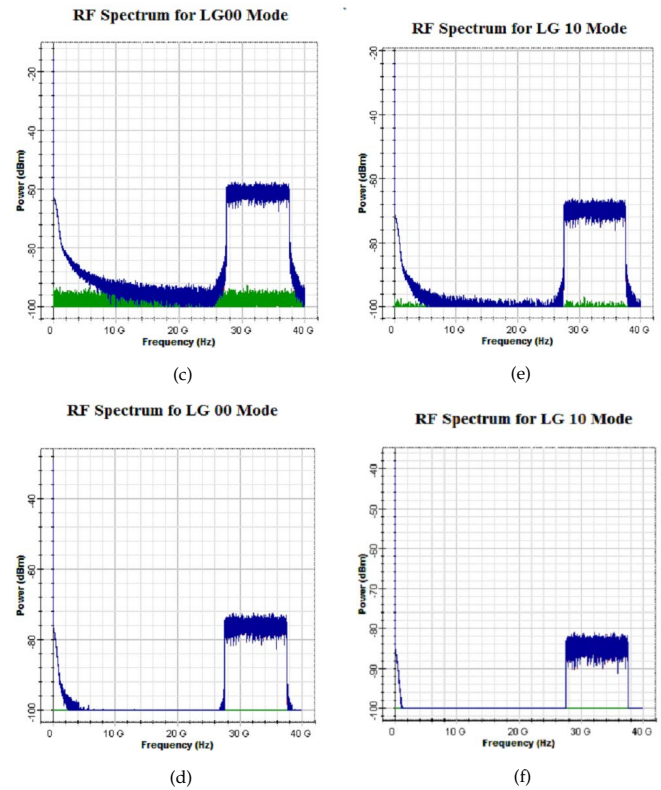 RF Spectrum for LG00 Mode
Power (dBm)
-20
-40
-60
-80
-100
0 10 G 20 G 30 G 40 G
Frequency (Hz)
(c)
RF Spectrum for LG 10 Mode
Power (dBm)
-20
-40
-60
-80
-100
0 10 G 20 G 30 G 40 G
Frequency (Hz)
(e)
RF Spectrum fo LG 00 Mode
Power (dBm)
-40
-60
-80
-100
0 10 G 20 G 30 G 40 G
Frequency (Hz)
(d)
RF Spectrum for LG 10 Mode
Power (dBm)
-40
-50
-60
-70
-80
-90
-100
0 10 G 20 G 30 G 40 G
Frequency (Hz)
(f)